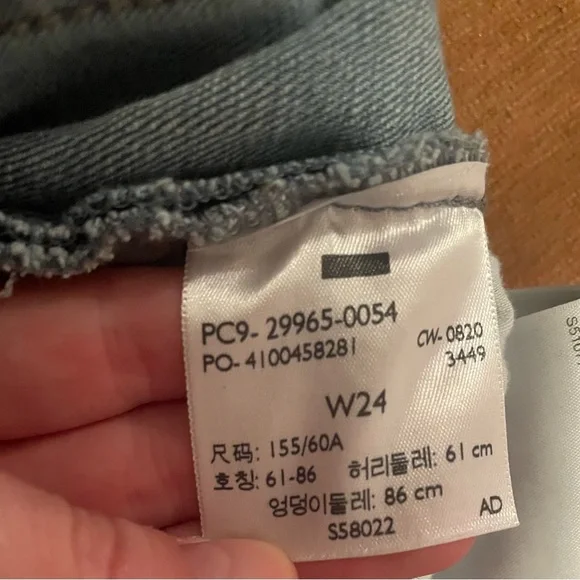 PC9- 29965-0054
PO- 4100458281 CW- 0820
3449
W24
尺码: 155/60A
호칭: 61-86 허리둘레: 61 cm
엉덩이둘레: 86 cm
S58022 AD